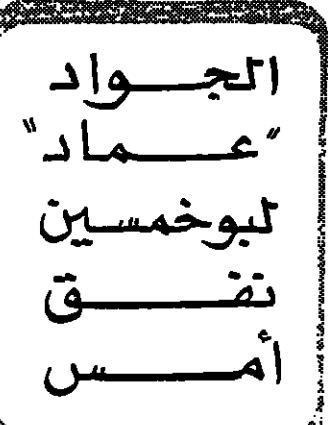 الجواد
"عماد"
لبوخمسين
نفق
أمس